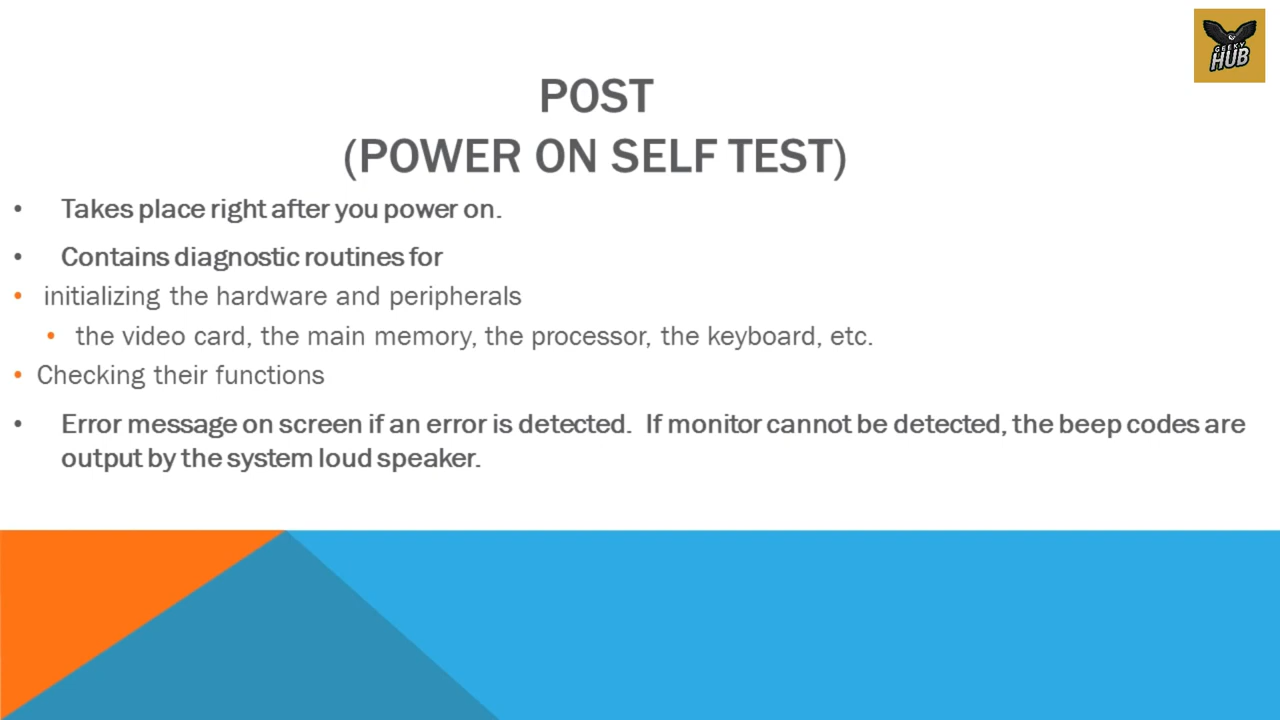 GEEKY
HUB
POST
(POWER ON SELF TEST)
• Takes place right after you power on.
• Contains diagnostic routines for
• initializing the hardware and peripherals
• the video card, the main memory, the processor, the keyboard, etc.
• Checking their functions
• Error message on screen if an error is detected. If monitor cannot be detected, the beep codes are
output by the system loud speaker.